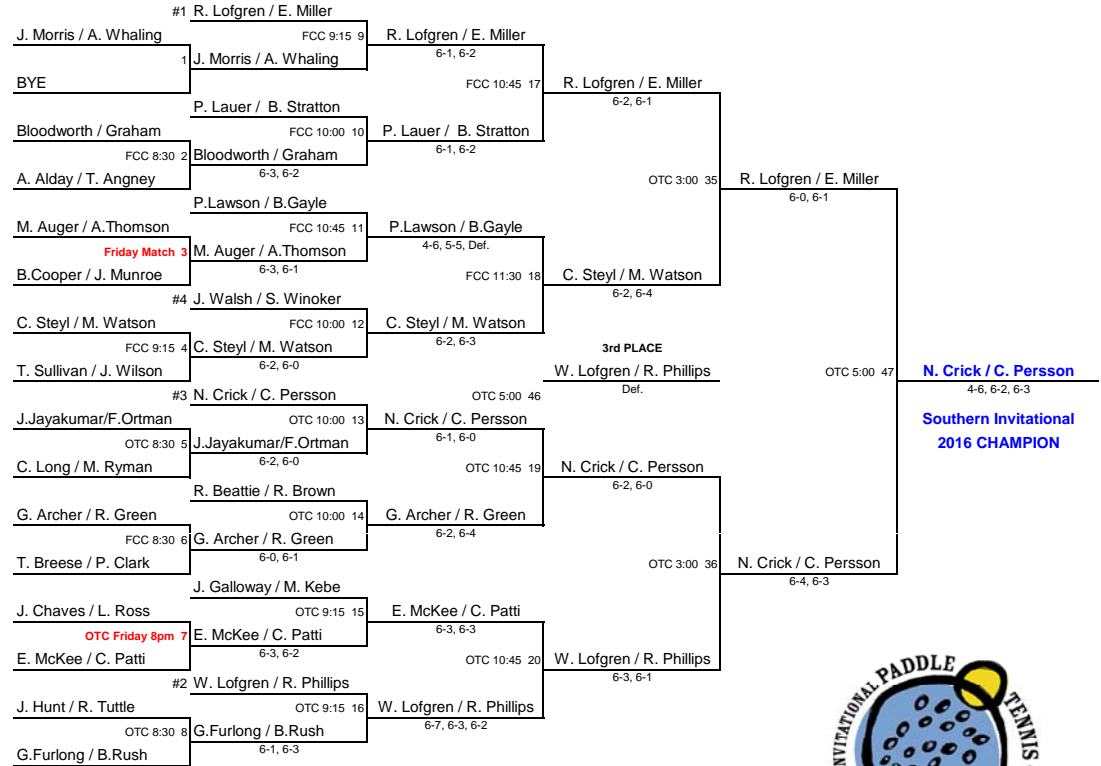 #1 R. Lofgren / E. Miller
J. Morris / A. Whaling
FCC 9:15 9
R. Lofgren / E. Miller
6-1, 6-2
1 J. Morris / A. Whaling
BYE
FCC 10:45 17
R. Lofgren / E. Miller
6-2, 6-1
P. Lauer / B. Stratton
Bloodworth / Graham
FCC 10:00 10
P. Lauer / B. Stratton
6-1, 6-2
FCC 8:30 2 Bloodworth / Graham
6-3, 6-2
A. Alday / T. Angney
OTC 3:00 35
R. Lofgren / E. Miller
6-0, 6-1
P.Lawson / B.Gayle
M. Auger / A.Thomson
FCC 10:45 11
P.Lawson / B.Gayle
4-6, 5-5, Def.
Friday Match 3 M. Auger / A.Thomson
6-3, 6-1
B.Cooper / J. Munroe
FCC 11:30 18
C. Steyl / M. Watson
6-2, 6-4
#4 J. Walsh / S. Winoker
C. Steyl / M. Watson
FCC 10:00 12
C. Steyl / M. Watson
6-2, 6-3
FCC 9:15 4 C. Steyl / M. Watson
6-2, 6-0
T. Sullivan / J. Wilson
3rd PLACE
W. Lofgren / R. Phillips
Def.
OTC 5:00 46
OTC 5:00 47
N. Crick / C. Persson
4-6, 6-2, 6-3
Southern Invitational
2016 CHAMPION
#3 N. Crick / C. Persson
J.Jayakumar/F.Ortman
OTC 10:00 13
N. Crick / C. Persson
6-1, 6-0
OTC 8:30 5 J.Jayakumar/F.Ortman
6-2, 6-0
C. Long / M. Ryman
OTC 10:45 19
N. Crick / C. Persson
6-2, 6-0
R. Beattie / R. Brown
G. Archer / R. Green
OTC 10:00 14
G. Archer / R. Green
6-2, 6-4
FCC 8:30 6 G. Archer / R. Green
6-0, 6-1
T. Breese / P. Clark
OTC 3:00 36
N. Crick / C. Persson
6-4, 6-3
J. Galloway / M. Kebe
J. Chaves / L. Ross
OTC 9:15 15
E. McKee / C. Patti
6-3, 6-3
OTC Friday 8pm 7 E. McKee / C. Patti
6-3, 6-2
E. McKee / C. Patti
OTC 10:45 20
W. Lofgren / R. Phillips
6-3, 6-1
#2 W. Lofgren / R. Phillips
J. Hunt / R. Tuttle
OTC 9:15 16
W. Lofgren / R. Phillips
6-7, 6-3, 6-2
OTC 8:30 8 G.Furlong / B.Rush
6-1, 6-3
G.Furlong / B.Rush
INVITATIONAL PADDLE TENNIS